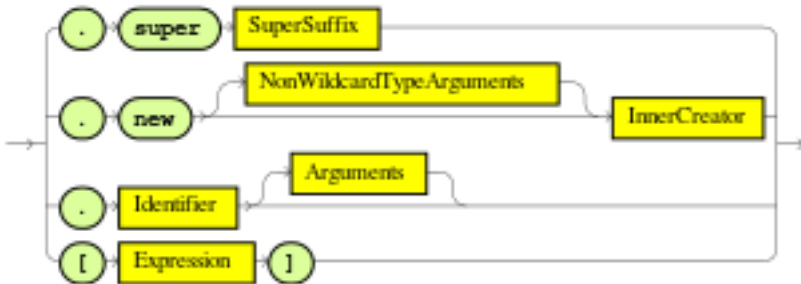 . super SuperSuffix
. new NonWildcardTypeArguments InnerCreator
. Identifier Arguments
[ Expression ]